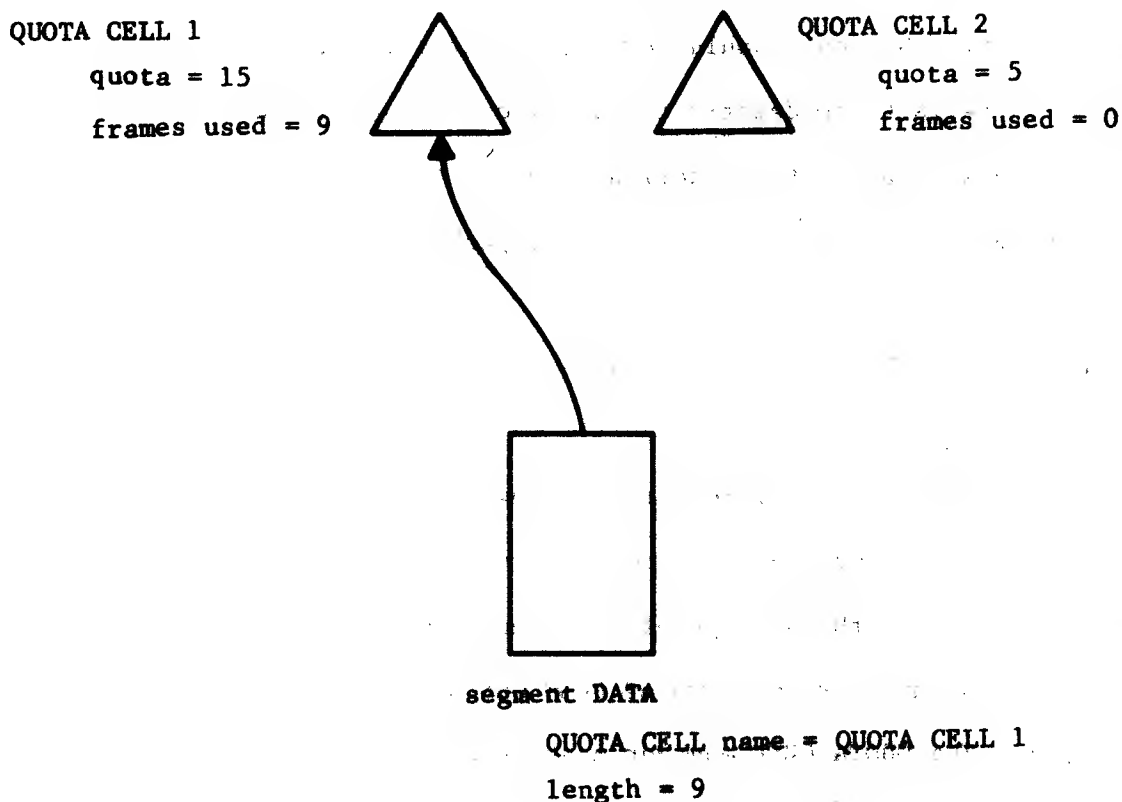 QUOTA CELL 1
quota = 15
frames used = 9
QUOTA CELL 2
quota = 5
frames used = 0
segment DATA
QUOTA CELL name = QUOTA CELL 1
length = 9